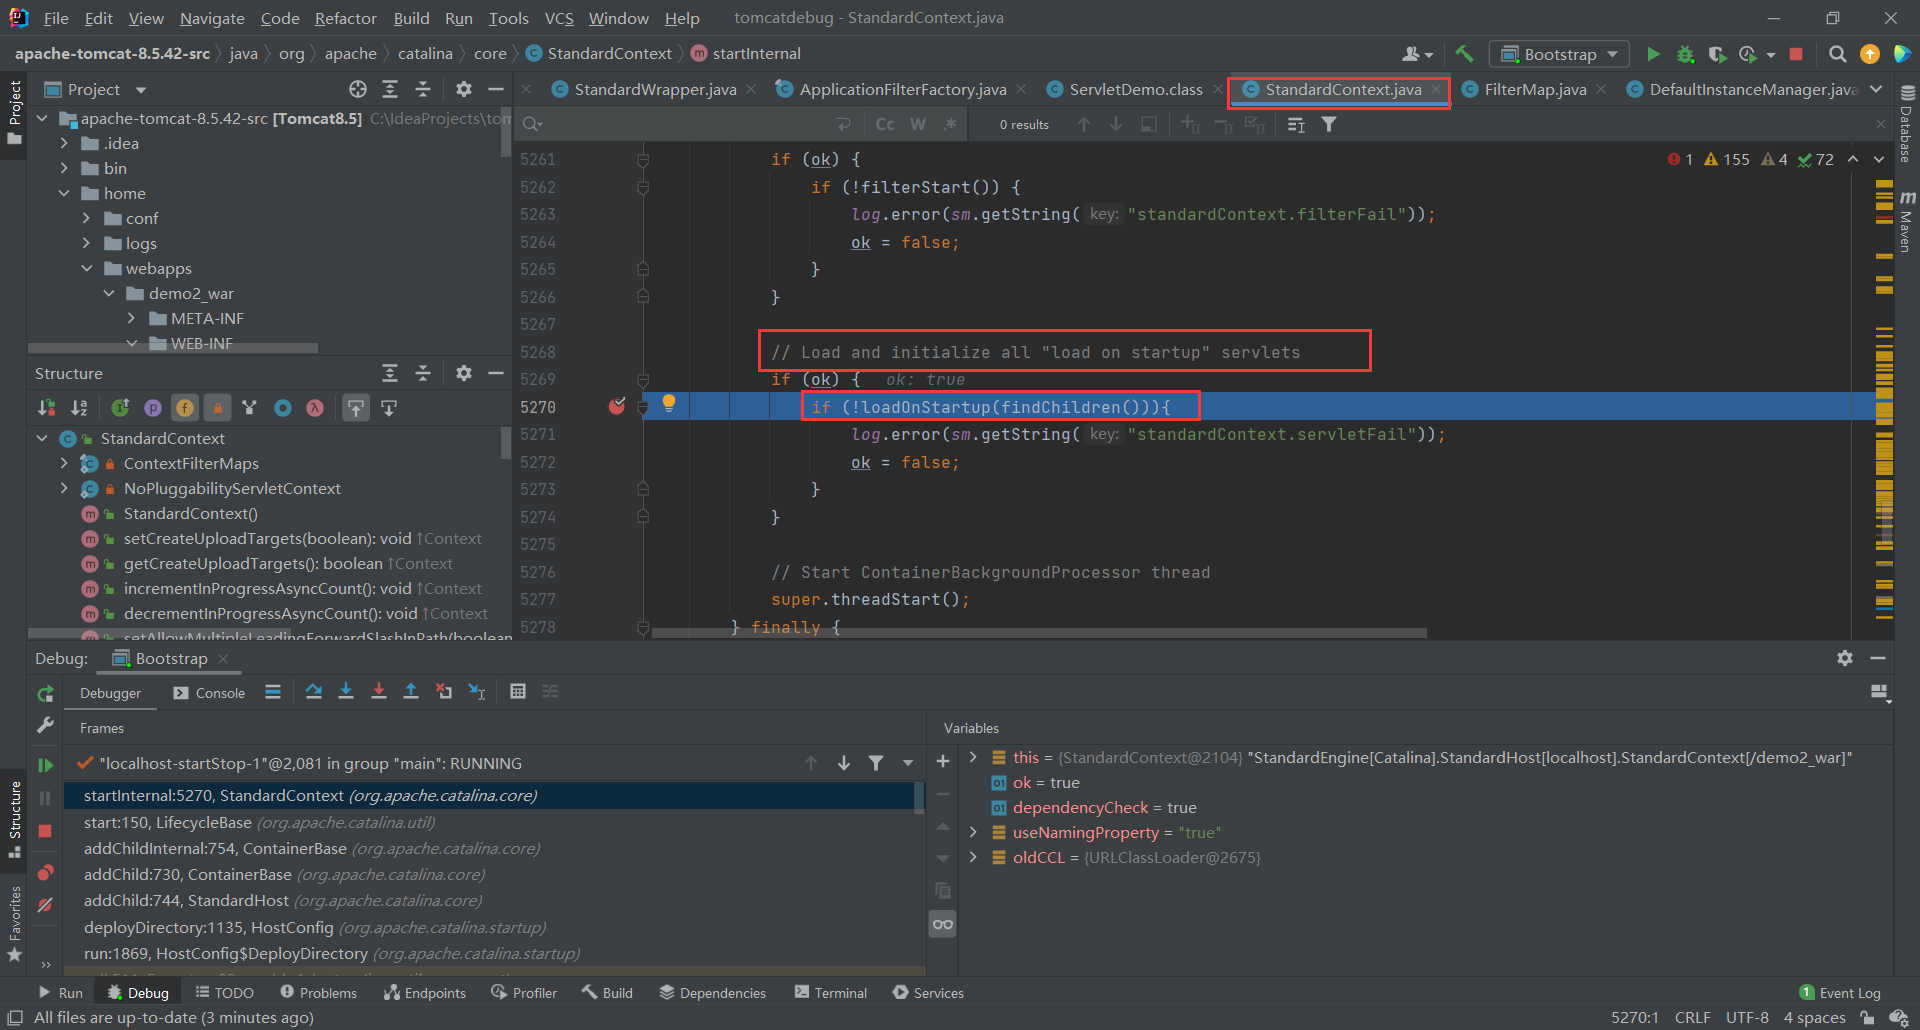 File Edit View Navigate Code Refactor Build Run Tools VCS Window Help tomcatdebug - StandardContext.java
apache-tomcat-8.5.42-src java org apache catalina core StandardContext startInternal
Bootstrap
Project
Project
apache-tomcat-8.5.42-src [Tomcat8.5] C:\IdeaProjects\tom
.idea
bin
home
conf
logs
webapps
demo2_war
META-INF
WEB-INF
Structure
StandardContext
ContextFilterMaps
NoPluggabilityServletContext
StandardContext()
setCreateUploadTargets(boolean): void ↑Context
getCreateUploadTargets(): boolean ↑Context
incrementInProgressAsyncCount(): void ↑Context
decrementInProgressAsyncCount(): void ↑Context
setAllowMultipleLeadingForwardSlashInPath(boolean
StandardWrapper.java ApplicationFilterFactory.java ServletDemo.class StandardContext.java FilterMap.java DefaultInstanceManager.java
Cc W .* 0 results
1 155 4 72
5261 if (ok) {
5262 if (!filterStart()) {
5263 log.error(sm.getString( key: "standardContext.filterFail"));
5264 ok = false;
5265 }
5266 }
5267
5268 // Load and initialize all "load on startup" servlets
5269 if (ok) { ok: true
5270 if (!loadOnStartup(findChildren())){
5271 log.error(sm.getString( key: "standardContext.servletFail"));
5272 ok = false;
5273 }
5274 }
5275
5276 // Start ContainerBackgroundProcessor thread
5277 super.threadStart();
5278 } finally {
Database
Maven
Debug: Bootstrap
Debugger Console
Frames
"localhost-startStop-1"@2,081 in group "main": RUNNING
startInternal:5270, StandardContext (org.apache.catalina.core)
start:150, LifecycleBase (org.apache.catalina.util)
addChildInternal:754, ContainerBase (org.apache.catalina.core)
addChild:730, ContainerBase (org.apache.catalina.core)
addChild:744, StandardHost (org.apache.catalina.core)
deployDirectory:1135, HostConfig (org.apache.catalina.startup)
run:1869, HostConfig$DeployDirectory (org.apache.catalina.startup)
Variables
this = {StandardContext@2104} "StandardEngine[Catalina].StandardHost[localhost].StandardContext[/demo2_war]"
ok = true
dependencyCheck = true
useNamingProperty = "true"
oldCCL = {URLClassLoader@2675}
Structure
Favorites
Run Debug TODO Problems Endpoints Profiler Build Dependencies Terminal Services 1 Event Log
All files are up-to-date (3 minutes ago) 5270:1 CRLF UTF-8 4 spaces